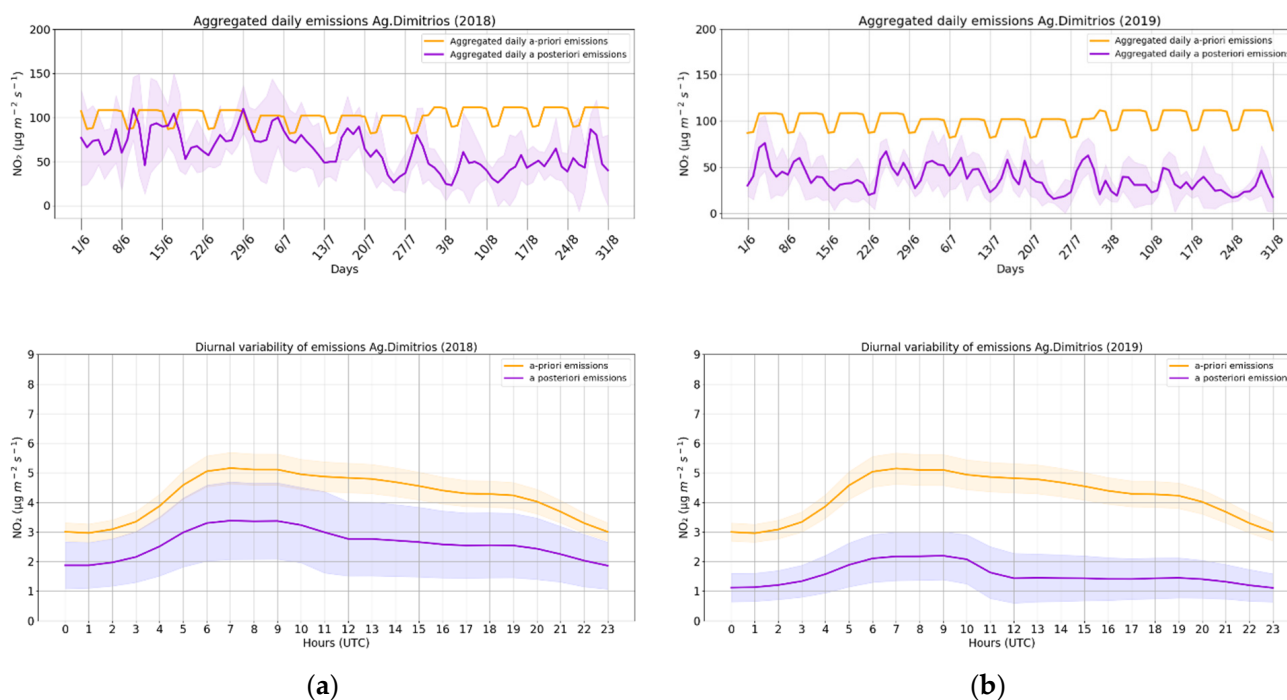 Aggregated daily emissions Ag.Dimitrios (2018)
200
150
100
50
0
NO₂ (µg m⁻² s⁻¹)
Aggregated daily a-priori emissions
Aggregated daily a posteriori emissions
1/6 8/6 15/6 22/6 29/6 6/7 13/7 20/7 27/7 3/8 10/8 17/8 24/8 31/8
Days
Aggregated daily emissions Ag.Dimitrios (2019)
200
150
100
50
0
NO₂ (µg m⁻² s⁻¹)
Aggregated daily a-priori emissions
Aggregated daily a posteriori emissions
1/6 8/6 15/6 22/6 29/6 6/7 13/7 20/7 27/7 3/8 10/8 17/8 24/8 31/8
Days
Diurnal variability of emissions Ag.Dimitrios (2018)
9
8
7
6
5
4
3
2
1
0
NO₂ (µg m⁻² s⁻¹)
a-priori emissions
a posteriori emissions
0 1 2 3 4 5 6 7 8 9 10 11 12 13 14 15 16 17 18 19 20 21 22 23
Hours (UTC)
Diurnal variability of emissions Ag.Dimitrios (2019)
9
8
7
6
5
4
3
2
1
0
NO₂ (µg m⁻² s⁻¹)
a-priori emissions
a posteriori emissions
0 1 2 3 4 5 6 7 8 9 10 11 12 13 14 15 16 17 18 19 20 21 22 23
Hours (UTC)
(a)
(b)